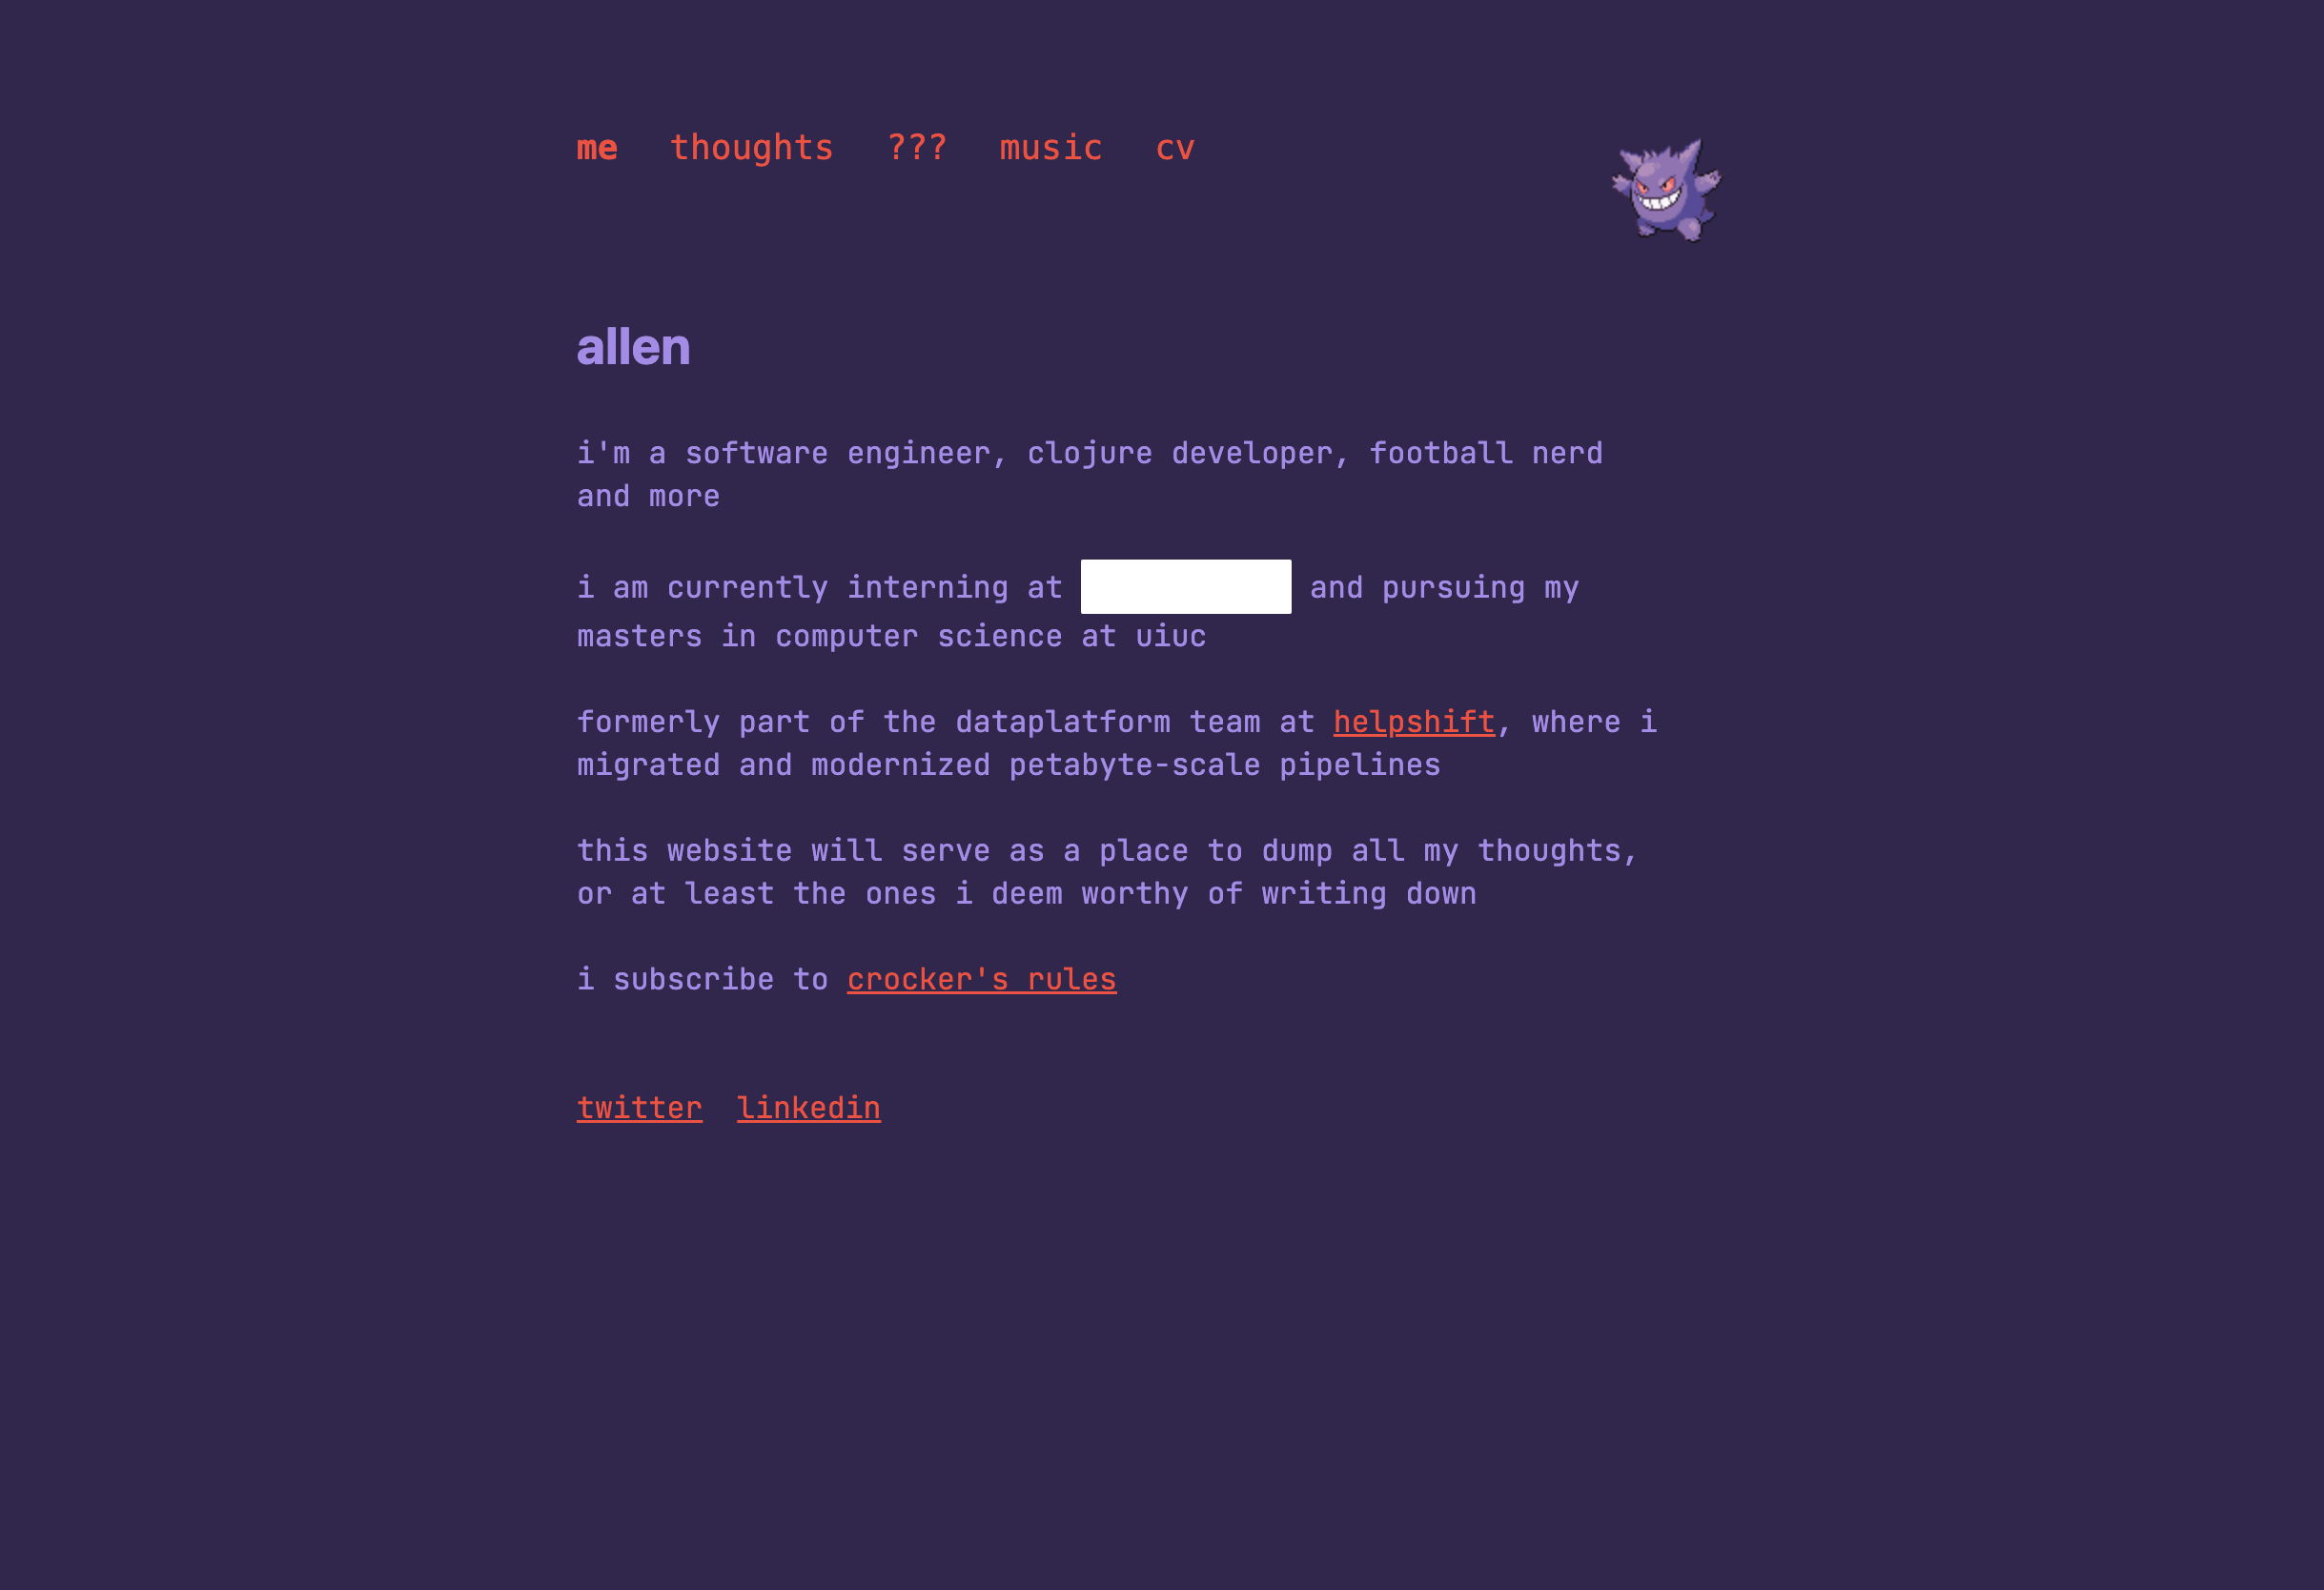 me thoughts ??? music cv
allen
i'm a software engineer, clojure developer, football nerd
and more
i am currently interning at and pursuing my
masters in computer science at uiuc
formerly part of the dataplatform team at helpshift, where i
migrated and modernized petabyte-scale pipelines
this website will serve as a place to dump all my thoughts,
or at least the ones i deem worthy of writing down
i subscribe to crocker's rules
twitter linkedin